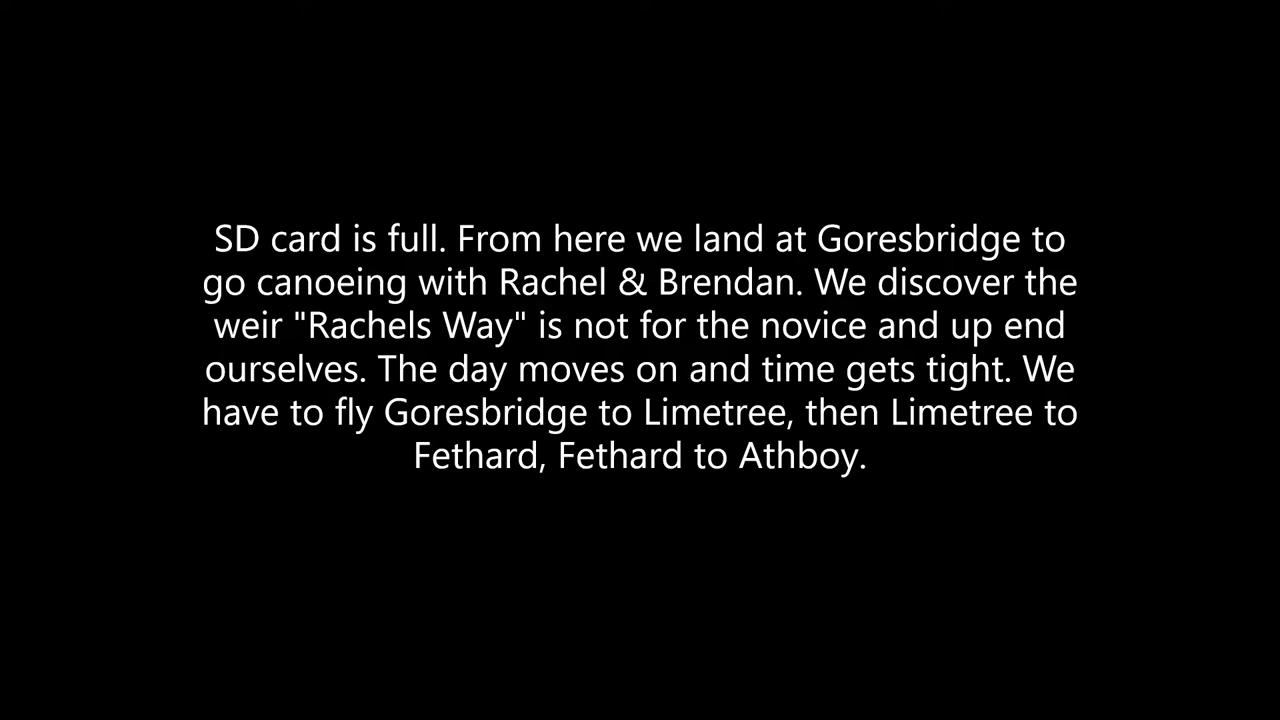 SD card is full. From here we land at Goresbridge to
go canoeing with Rachel & Brendan. We discover the
weir "Rachels Way" is not for the novice and up end
ourselves. The day moves on and time gets tight. We
have to fly Goresbridge to Limetree, then Limetree to
Fethard, Fethard to Athboy.